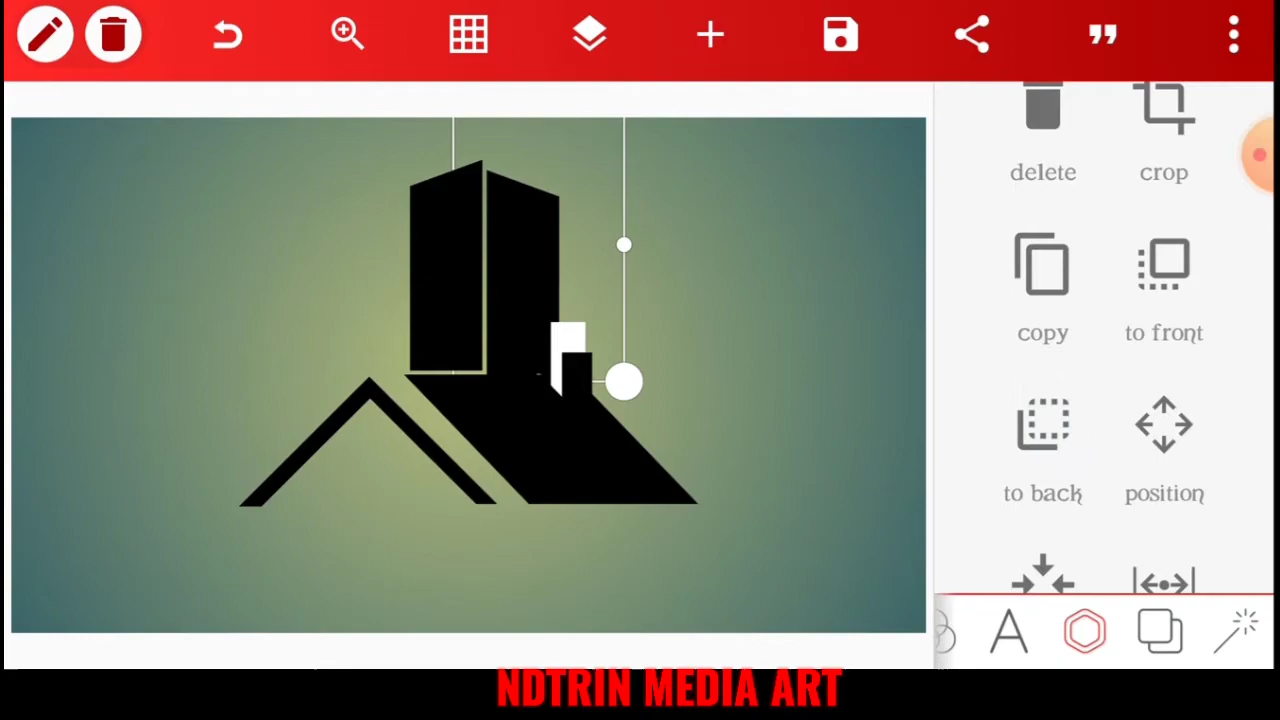 delete
crop
copy
to front
to back
position
NDTRIN MEDIA ART